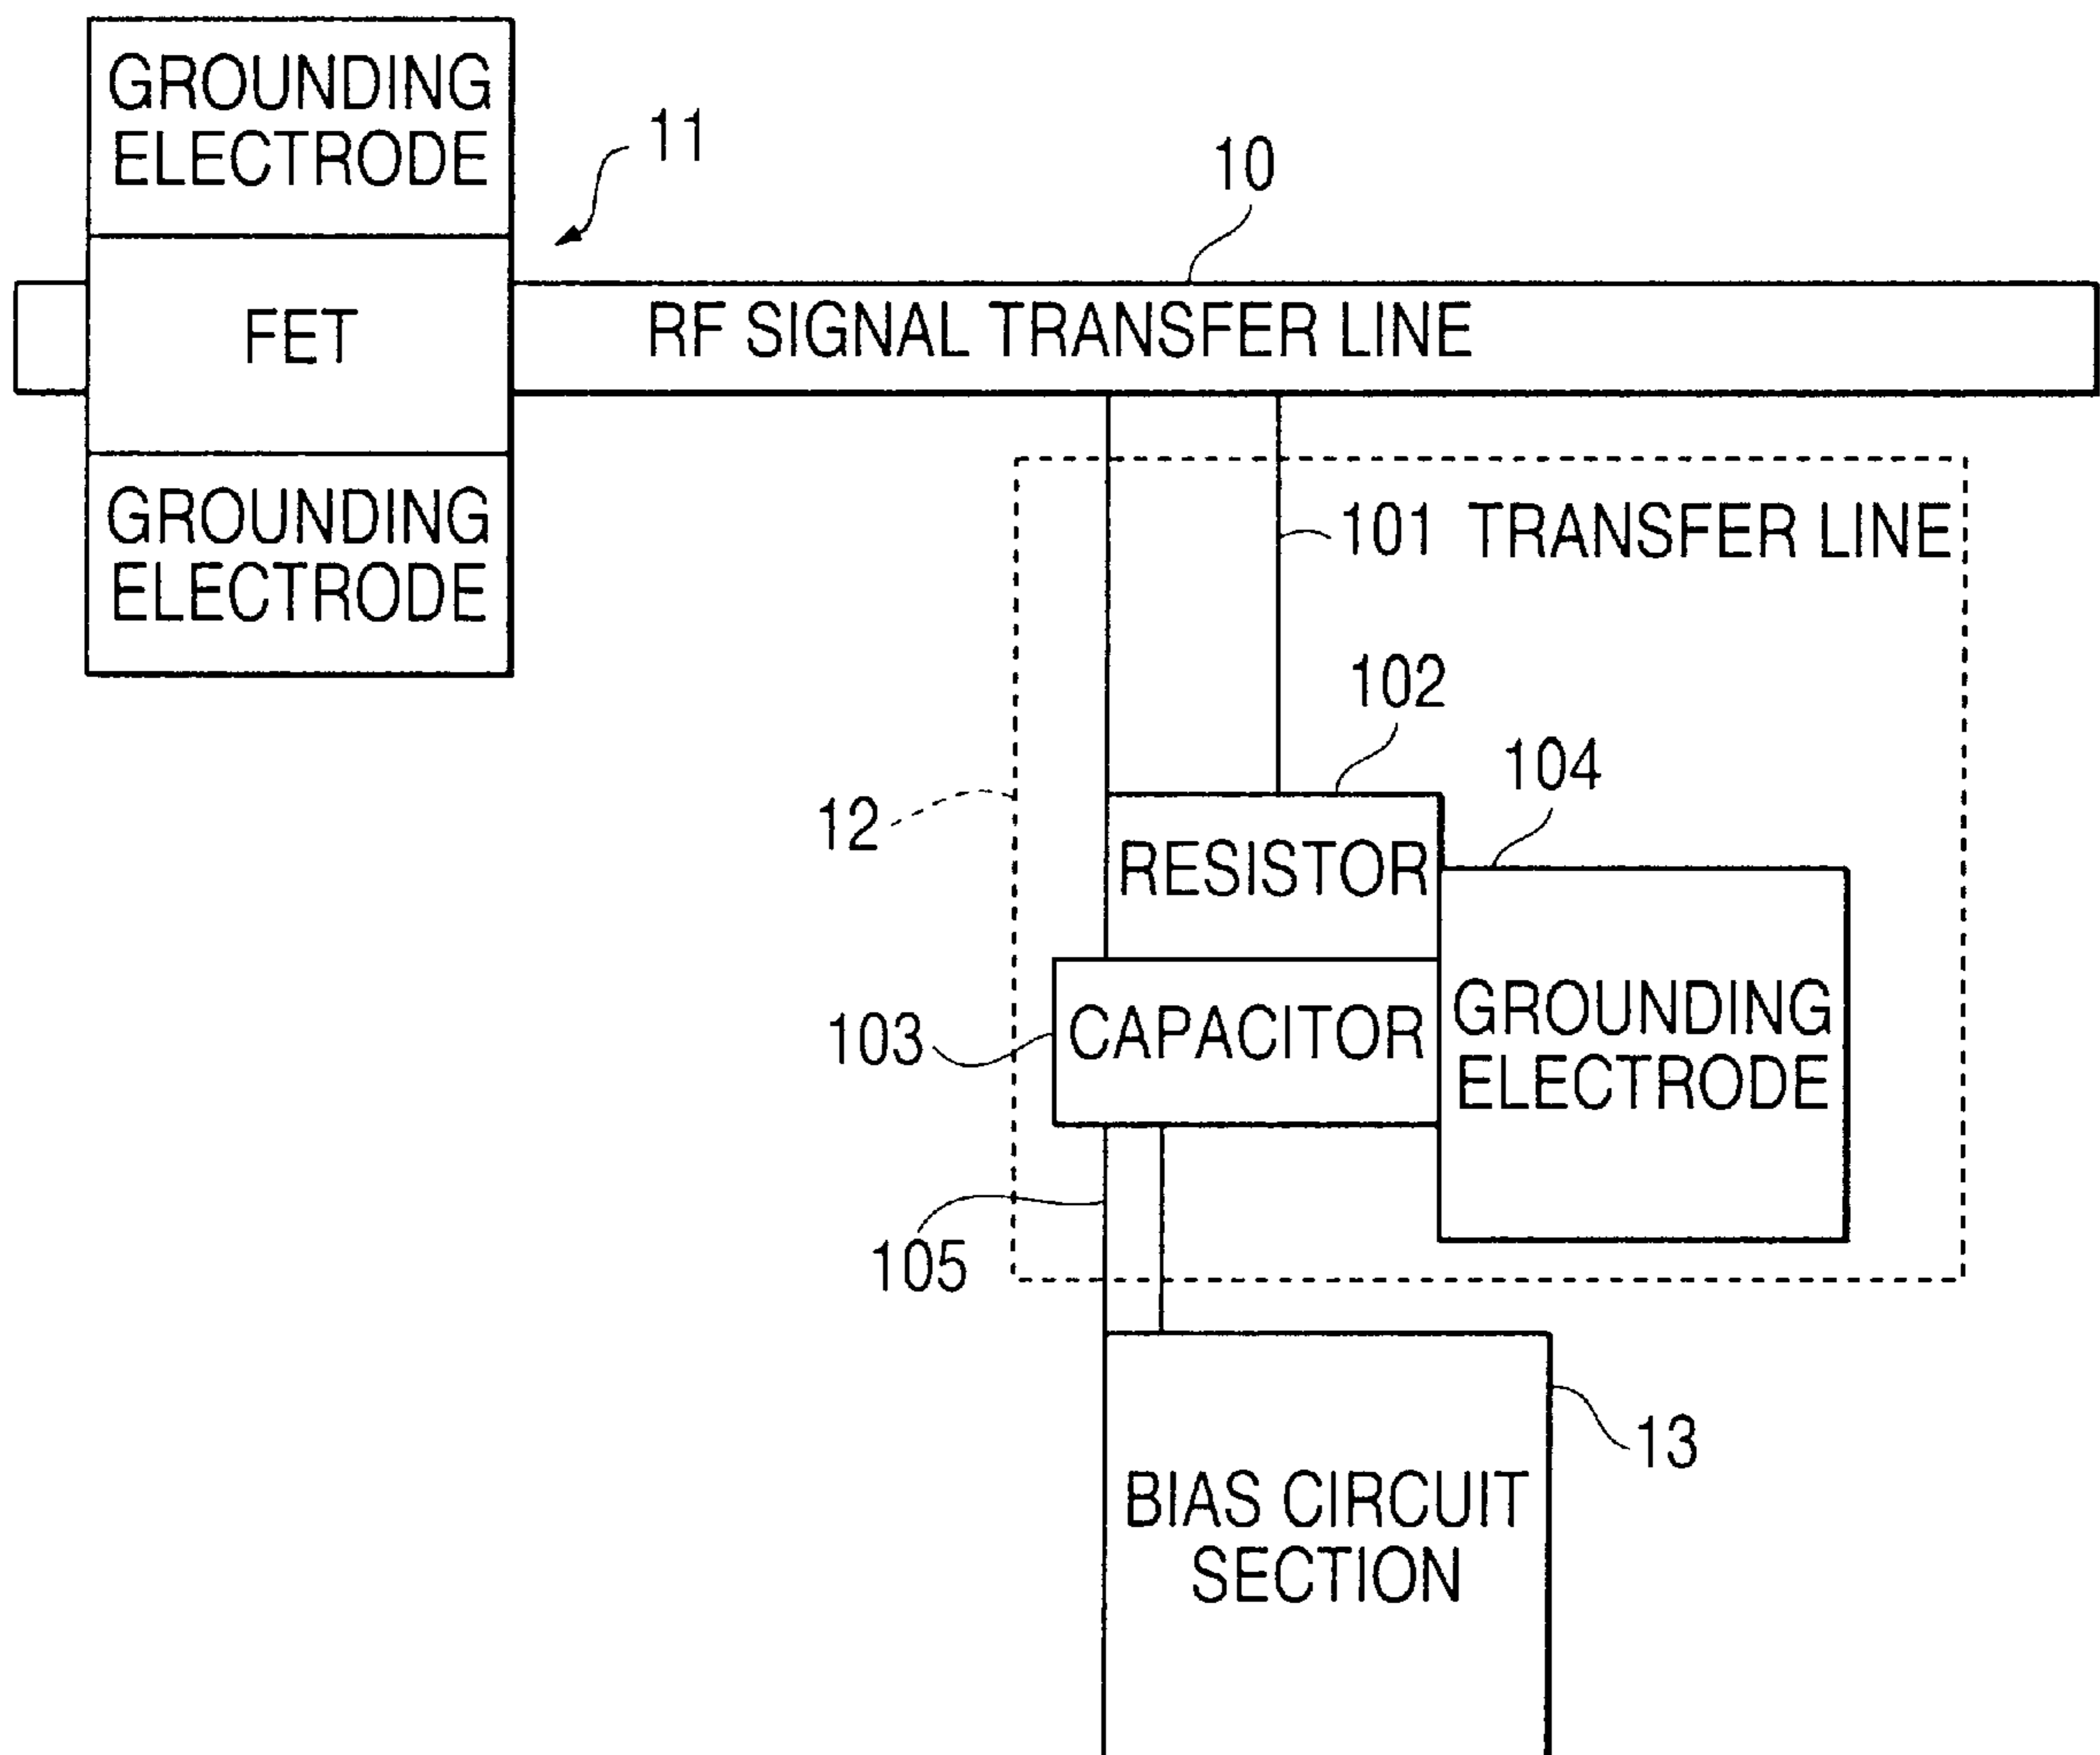 GROUNDING
ELECTRODE
11
10
FET
RF SIGNAL TRANSFER LINE
GROUNDING
ELECTRODE
101 TRANSFER LINE
102
104
12
RESISTOR
103
CAPACITOR
GROUNDING
ELECTRODE
105
13
BIAS CIRCUIT
SECTION